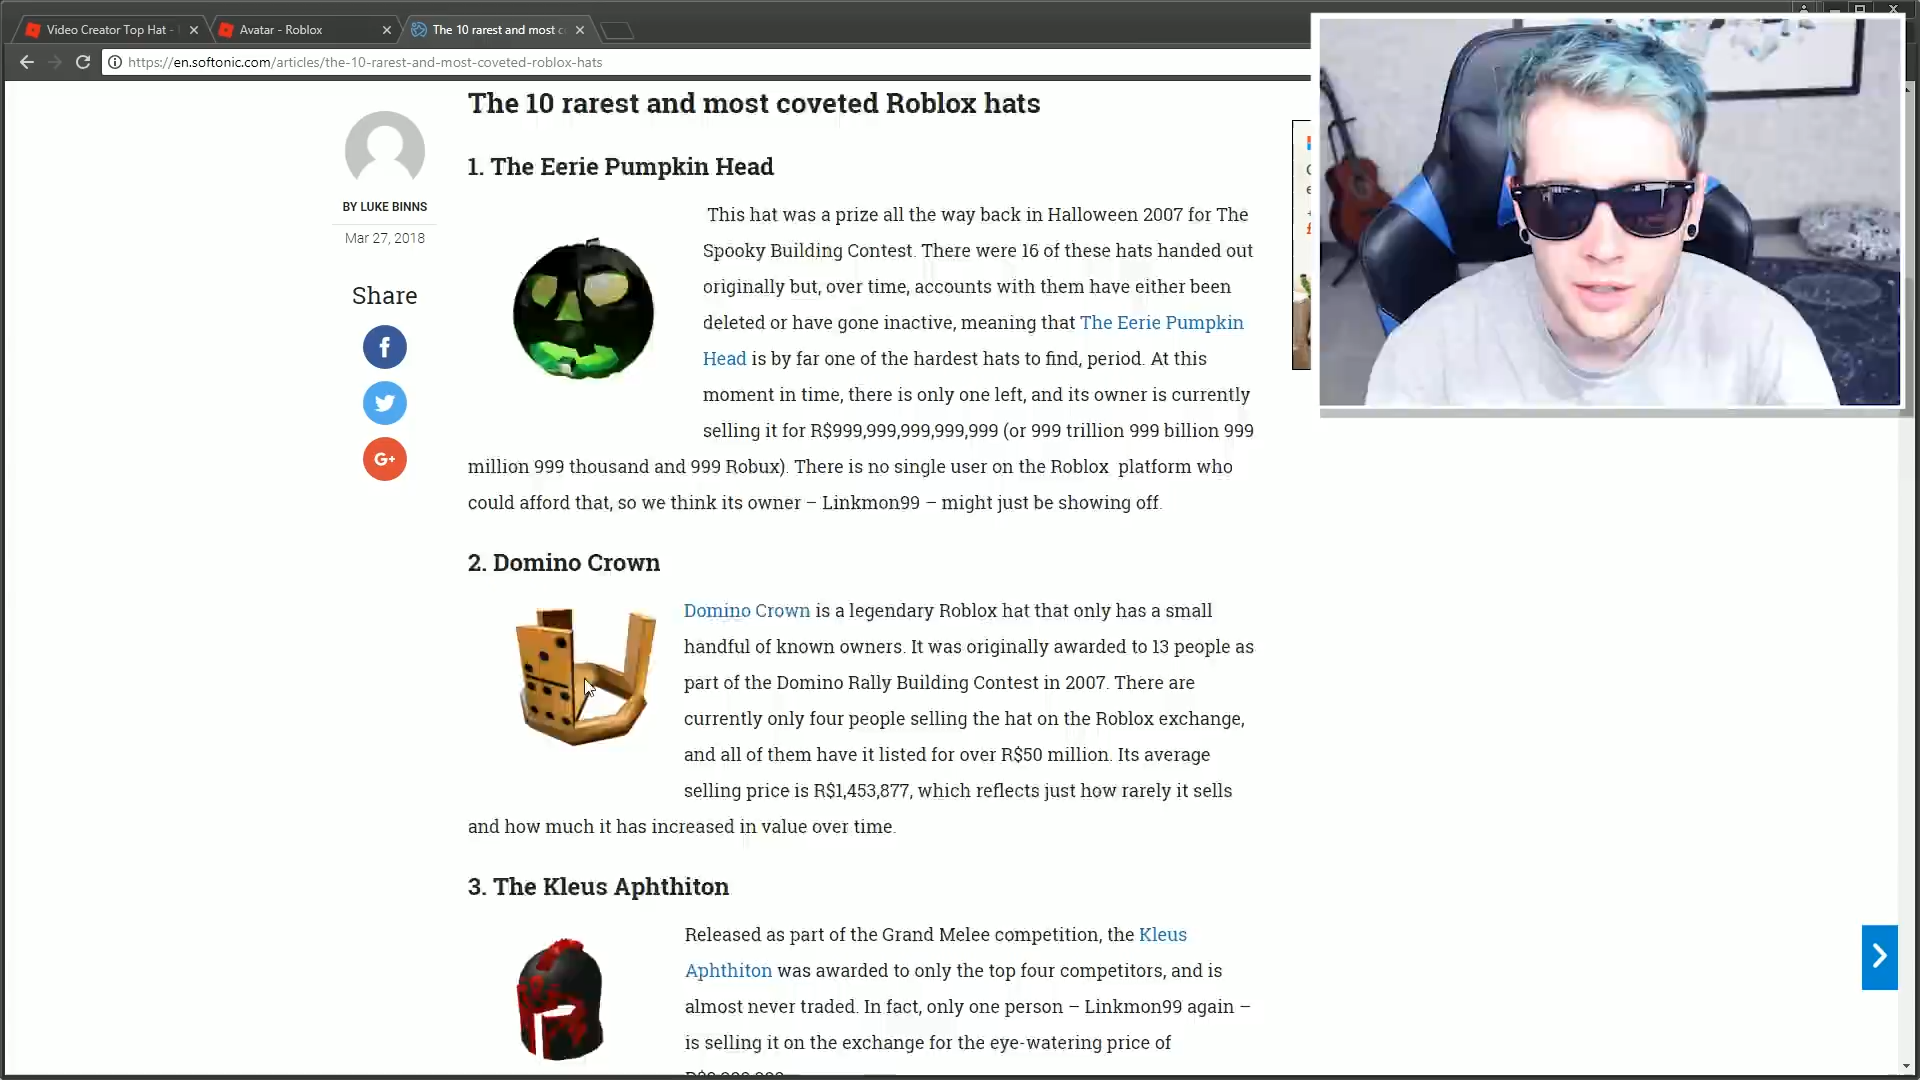 Video Creator Top Hat -
Avatar - Roblox
The 10 rarest and most c
https://en.softonic.com/articles/the-10-rarest-and-most-coveted-roblox-hats
The 10 rarest and most coveted Roblox hats
BY LUKE BINNS
Mar 27, 2018
Share
f
G+
1. The Eerie Pumpkin Head
This hat was a prize all the way back in Halloween 2007 for The
Spooky Building Contest. There were 16 of these hats handed out
originally but, over time, accounts with them have either been
deleted or have gone inactive, meaning that The Eerie Pumpkin
Head is by far one of the hardest hats to find, period. At this
moment in time, there is only one left, and its owner is currently
selling it for R$999,999,999,999,999 (or 999 trillion 999 billion 999
million 999 thousand and 999 Robux). There is no single user on the Roblox platform who
could afford that, so we think its owner – Linkmon99 – might just be showing off.
2. Domino Crown
Domino Crown is a legendary Roblox hat that only has a small
handful of known owners. It was originally awarded to 13 people as
part of the Domino Rally Building Contest in 2007. There are
currently only four people selling the hat on the Roblox exchange,
and all of them have it listed for over R$50 million. Its average
selling price is R$1,453,877, which reflects just how rarely it sells
and how much it has increased in value over time.
3. The Kleus Aphthiton
Released as part of the Grand Melee competition, the Kleus
Aphthiton was awarded to only the top four competitors, and is
almost never traded. In fact, only one person – Linkmon99 again –
is selling it on the exchange for the eye-watering price of